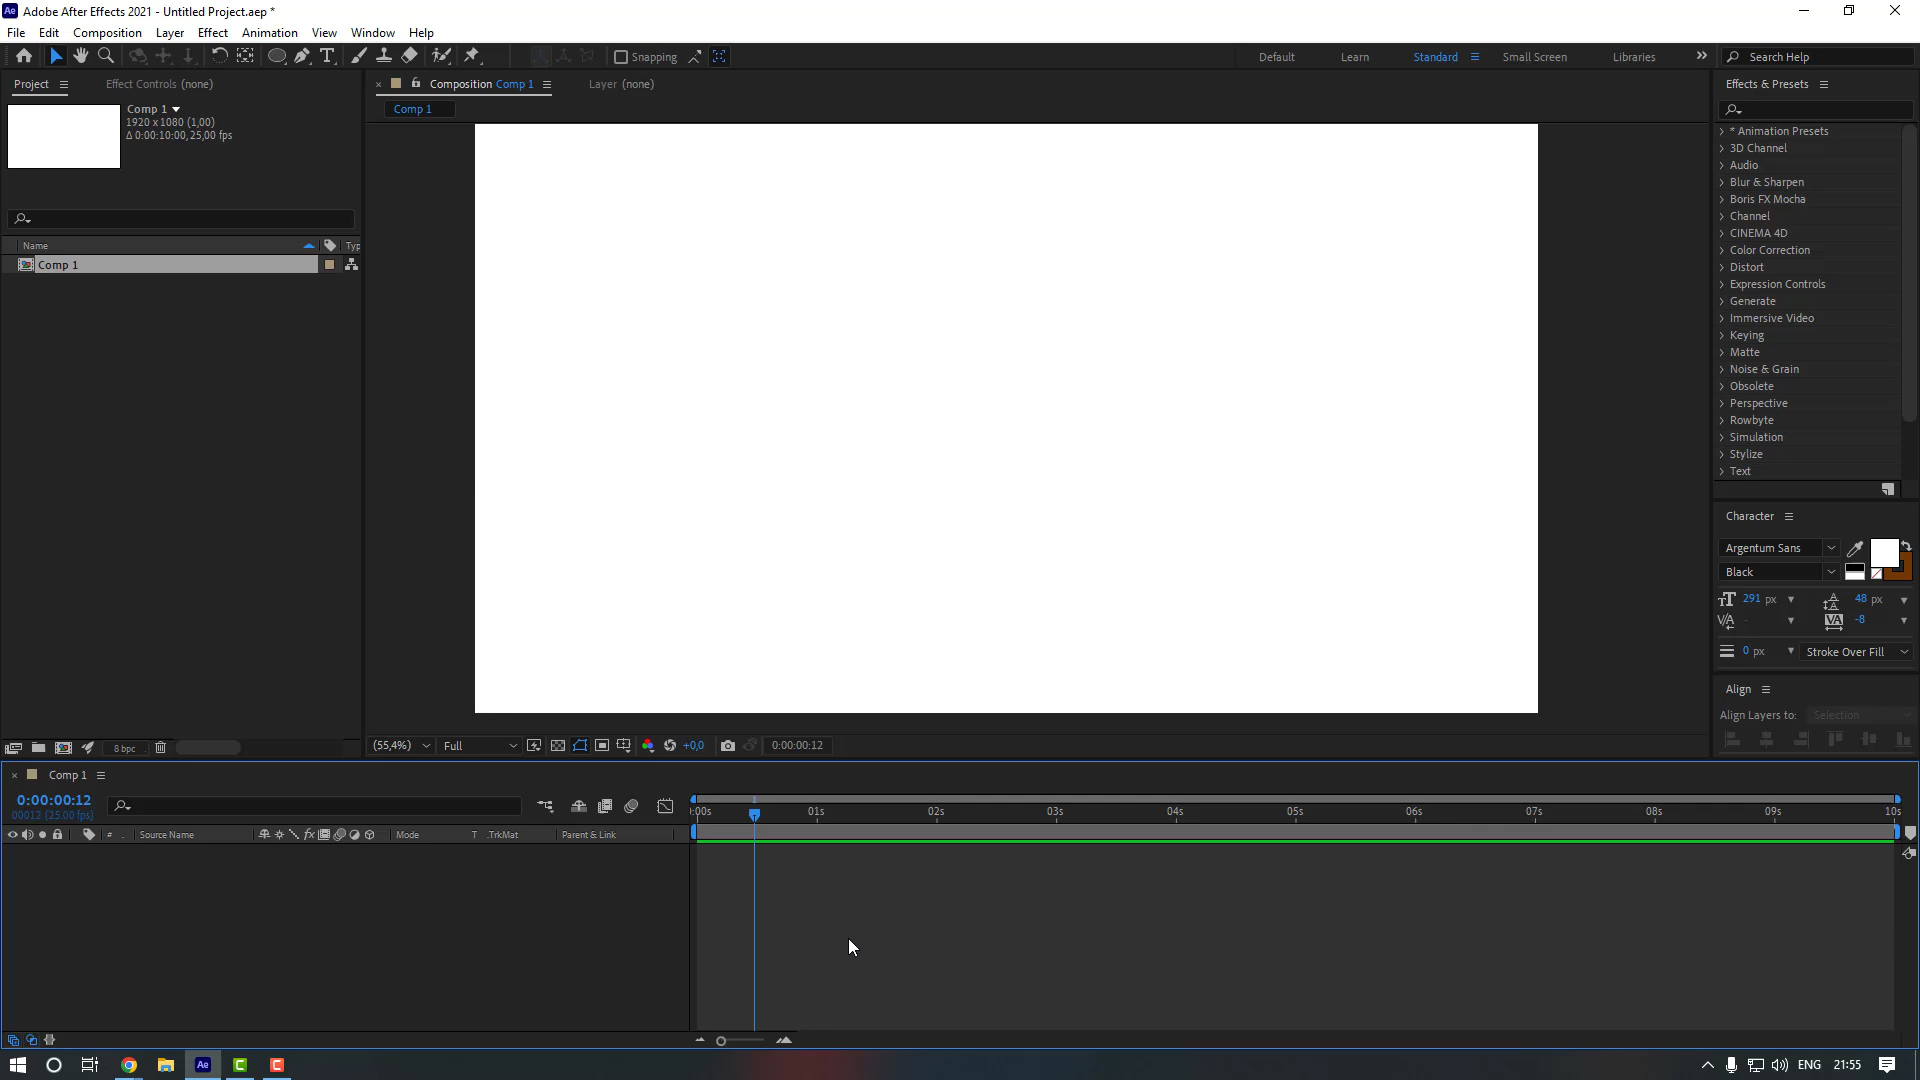 Ae Adobe After Effects 2021 - Untitled Project.aep *
File Edit Composition Layer Effect Animation View Window Help
Snapping
Default Learn Standard Small Screen Libraries
Search Help
Project Effect Controls (none)
Comp 1
1920 x 1080 (1,00)
Δ 0:00:10:00, 25,00 fps
Name Typ
Comp 1
8 bpc
Composition Comp 1 Layer (none)
Comp 1
(55,4%) Full +0,0 0:00:00:12
Effects & Presets
* Animation Presets
3D Channel
Audio
Blur & Sharpen
Boris FX Mocha
Channel
CINEMA 4D
Color Correction
Distort
Expression Controls
Generate
Immersive Video
Keying
Matte
Noise & Grain
Obsolete
Perspective
Rowbyte
Simulation
Stylize
Text
Character
Argentum Sans
Black
291 px 48 px
- -8
0 px Stroke Over Fill
Align
Align Layers to: Selection
Comp 1
0:00:00:12
00012 (25.00 fps)
# . Source Name fx Mode T .TrkMat Parent & Link
:00s 01s 02s 03s 04s 05s 06s 07s 08s 09s 10s
Ae C C ENG 21:55